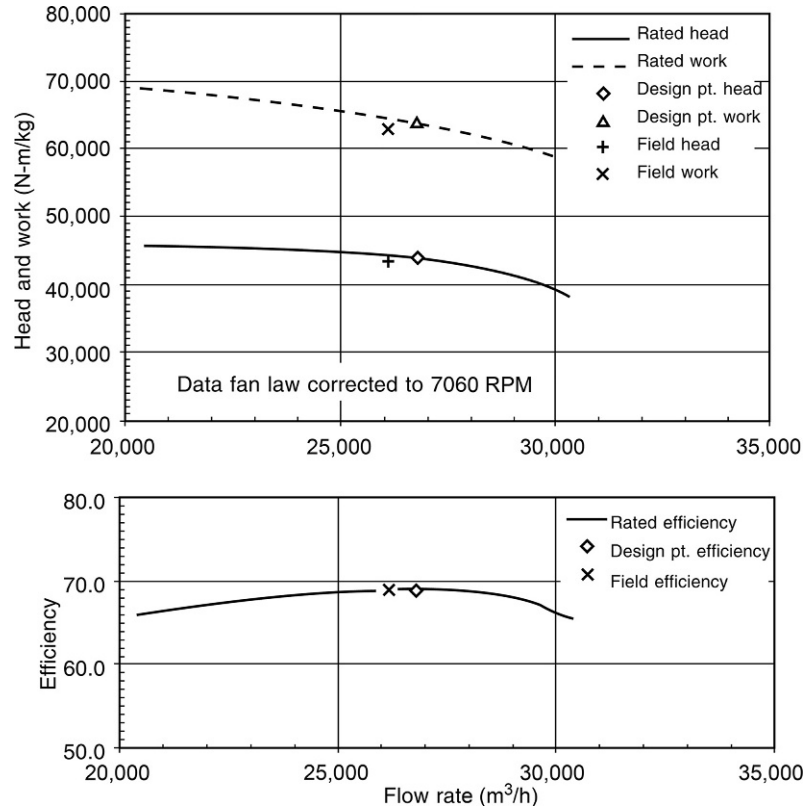 80,000
70,000
60,000
50,000
40,000
30,000
20,000
Head and work (N-m/kg)
Rated head
Rated work
Design pt. head
Design pt. work
Field head
Field work
Data fan law corrected to 7060 RPM
20,000 25,000 30,000 35,000
80.0
70.0
60.0
50.0
Efficiency
Rated efficiency
Design pt. efficiency
Field efficiency
20,000 25,000 30,000 35,000
Flow rate (m³/h)